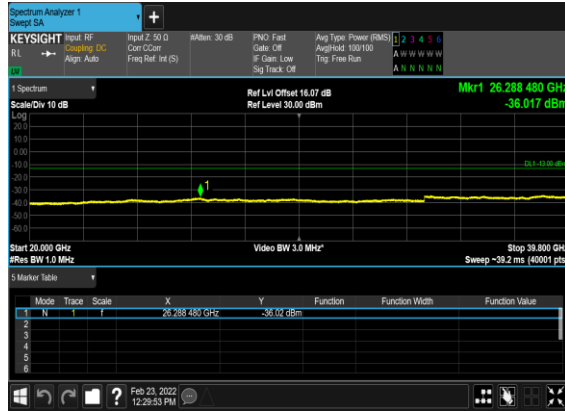 Spectrum Analyzer 1
Swept SA
+
KEYSIGHT Input: RF Input Z: 50 Ω #Atten: 30 dB PNO: Fast Avg Type: Power (RMS) 1 2 3 4 5 6
RL Coupling: DC Corr CCorr Gate: Off Avg|Hold: 100/100 A W W W W W
Align: Auto Freq Ref: Int (S) IF Gain: Low Trig: Free Run
Sig Track: Off A N N N N N
1 Spectrum Ref Lvl Offset 16.07 dB Mkr1 26.288 480 GHz
Scale/Div 10 dB Ref Level 30.00 dBm -36.017 dBm
Log
20.0
10.0
0.00
-10.0 DL1 -13.00 dBm
-20.0
1
-30.0
-40.0
-50.0
-60.0
Start 20.000 GHz Video BW 3.0 MHz* Stop 39.800 GHz
#Res BW 1.0 MHz Sweep ~39.2 ms (40001 pts)
5 Marker Table
Mode Trace Scale X Y Function Function Width Function Value
1 N 1 f 26.288 480 GHz -36.02 dBm
2
3
4
5
6
? Feb 23, 2022
12:29:53 PM